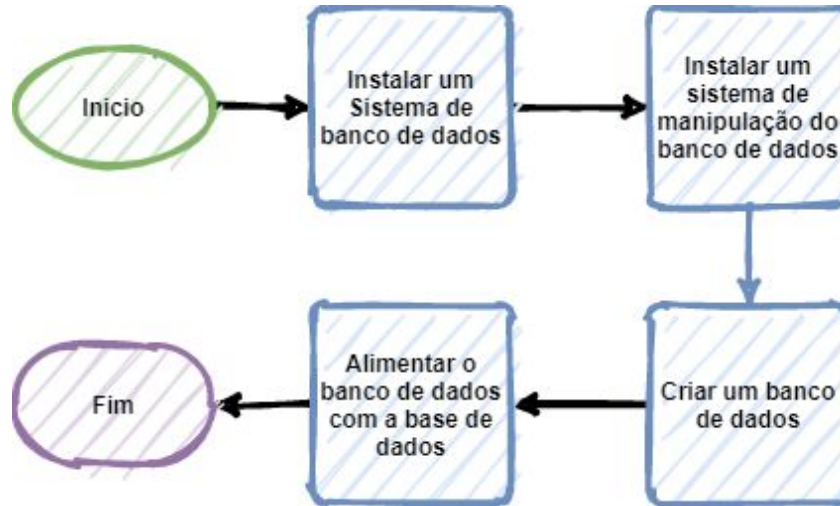 Início
Instalar um
Sistema de
banco de dados
Instalar um
sistema de
manipulação do
banco de dados
Criar um banco
de dados
Alimentar o
banco de dados
com a base de
dados
Fim